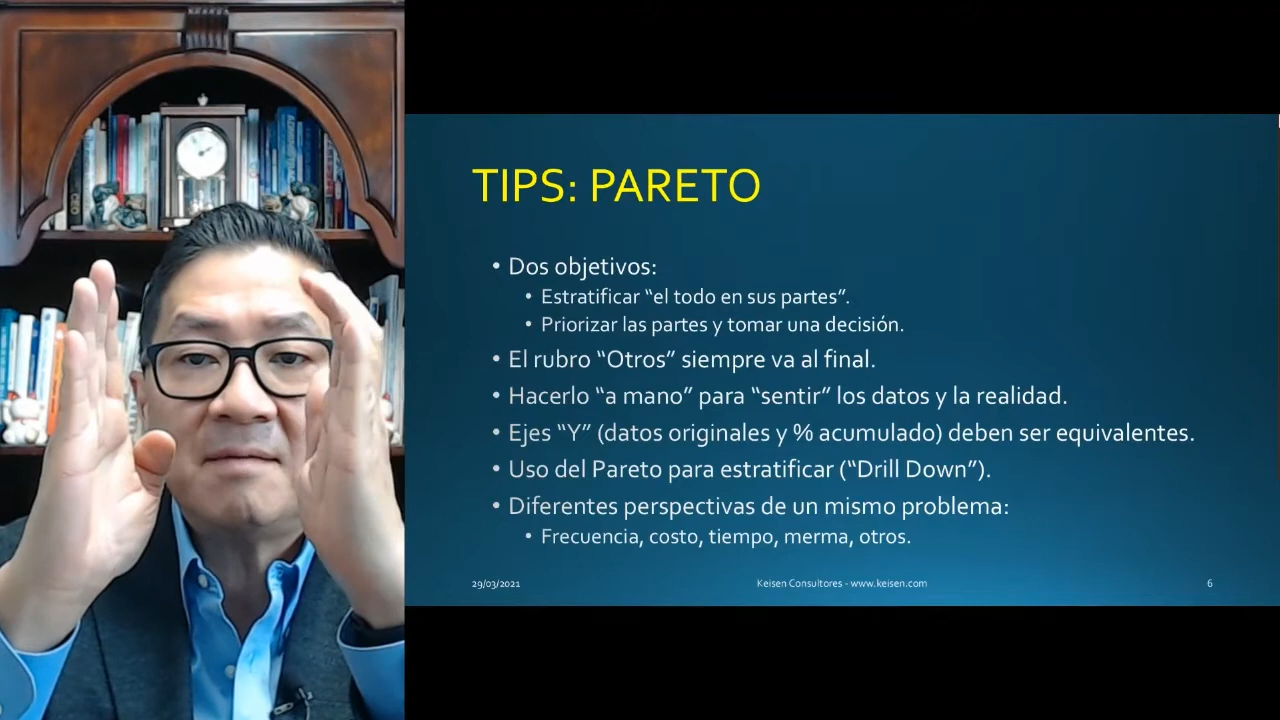 TIPS: PARETO
• Dos objetivos:
• Estratificar “el todo en sus partes”.
• Priorizar las partes y tomar una decisión.
• El rubro “Otros” siempre va al final.
• Hacerlo “a mano” para “sentir” los datos y la realidad.
• Ejes “Y” (datos originales y % acumulado) deben ser equivalentes.
• Uso del Pareto para estratificar (“Drill Down”).
• Diferentes perspectivas de un mismo problema:
• Frecuencia, costo, tiempo, merma, otros.
29/03/2021
Keisen Consultores - www.keisen.com
6